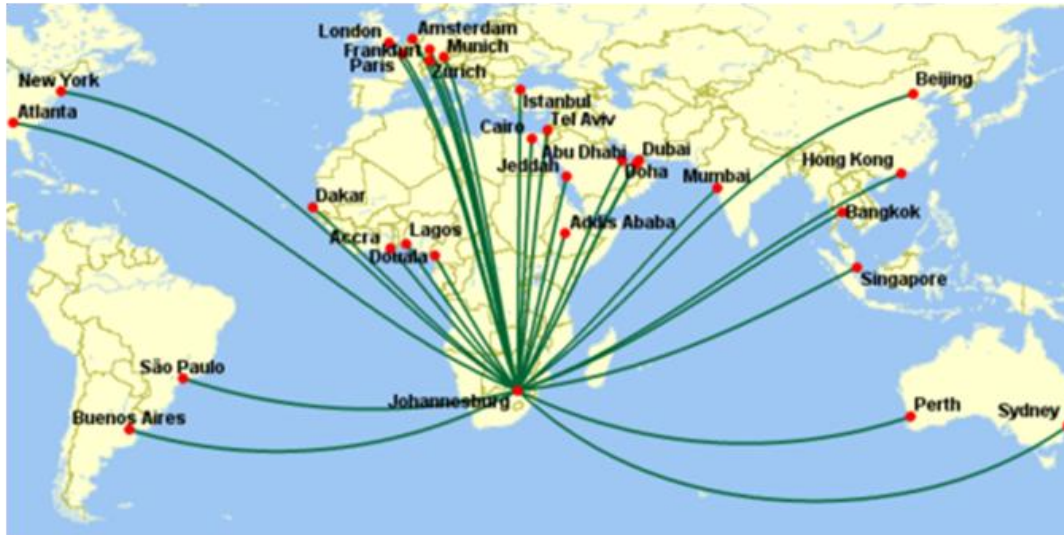 London
Amsterdam
Frankfurt
Munich
Paris
Zürich
New York
Atlanta
Istanbul
Beijing
Cairo
Tel Aviv
Abu Dhabi
Dubai
Jeddah
Doha
Mumbai
Hong Kong
Dakar
Bangkok
Accra
Lagos
Addis Ababa
Douala
Singapore
São Paulo
Johannesburg
Buenos Aires
Perth
Sydney